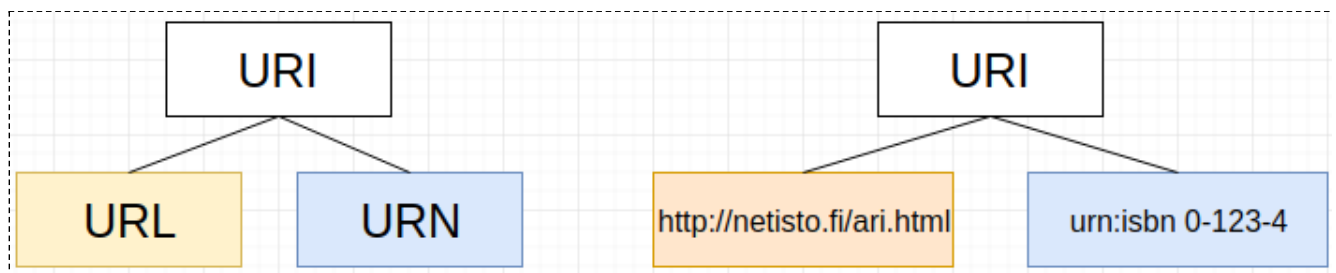 URI
URI
URL
URN
http://netisto.fi/ari.html
urn:isbn 0-123-4